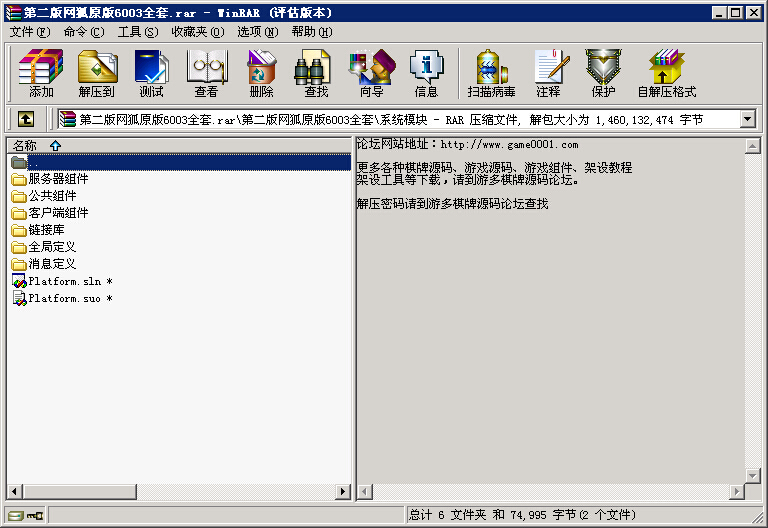 第二版网狐原版6003全套.rar - WinRAR (评估版本)
文件(F) 命令(C) 工具(S) 收藏夹(O) 选项(N) 帮助(H)
添加 解压到 测试 查看 删除 查找 向导 信息 扫描病毒 注释 保护 自解压格式
第二版网狐原版6003全套.rar\第二版网狐原版6003全套\系统模块 - RAR 压缩文件, 解包大小为 1,460,132,474 字节
名称
..
服务器组件
公共组件
客户端组件
链接库
全局定义
消息定义
Platform.sln *
Platform.suo *
论坛网站地址：http://www.game0001.com
更多各种棋牌源码、游戏源码、游戏组件、架设教程
架设工具等下载，请到游多棋牌源码论坛。
解压密码请到游多棋牌源码论坛查找
总计 6 文件夹 和 74,995 字节(2 个文件)